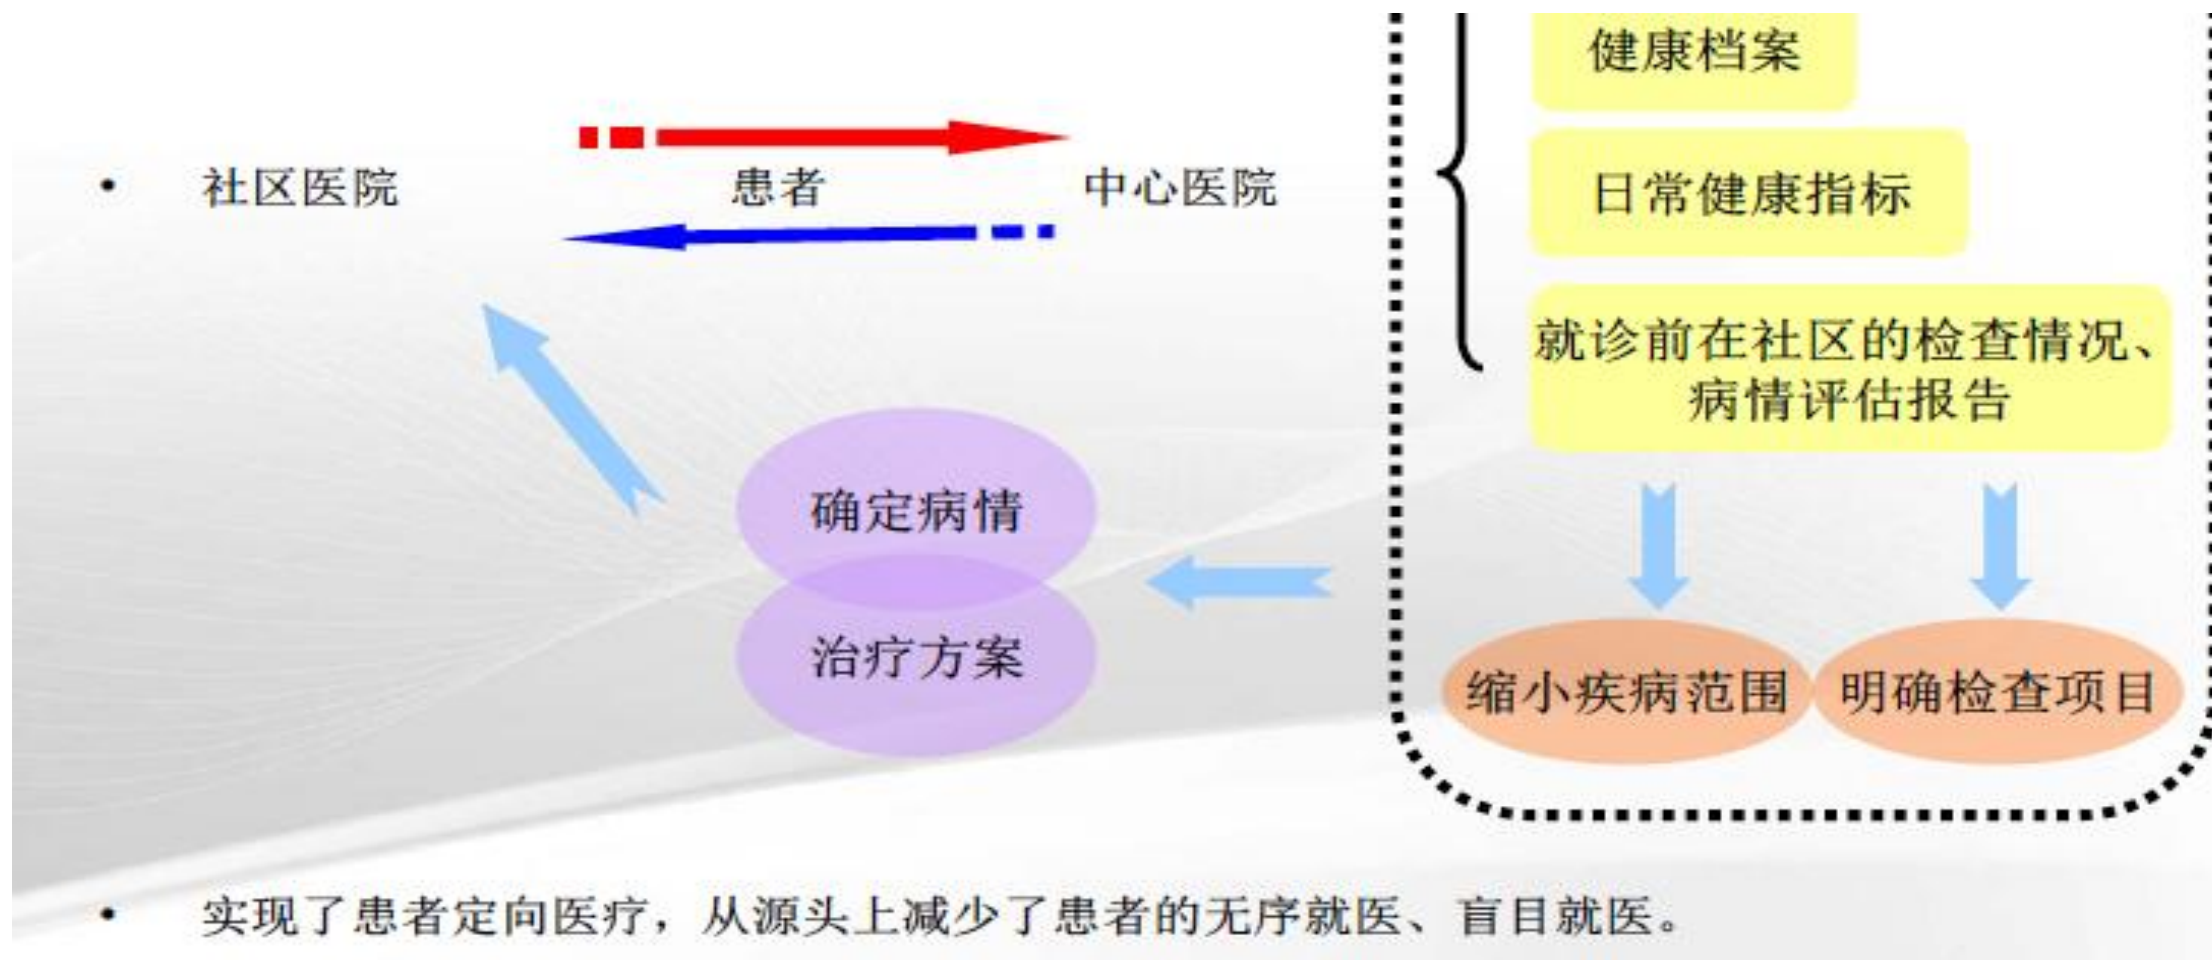 健康档案
• 社区医院 患者 中心医院
日常健康指标
就诊前在社区的检查情况、
病情评估报告
确定病情
治疗方案
缩小疾病范围 明确检查项目
• 实现了患者定向医疗，从源头上减少了患者的无序就医、盲目就医。